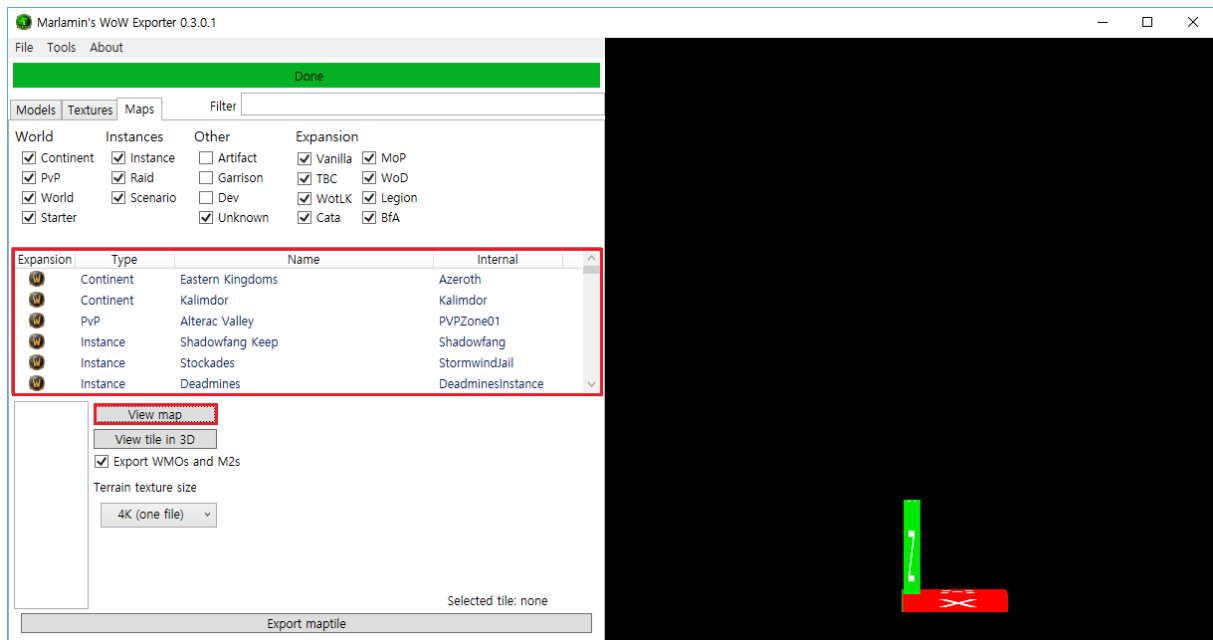 Marlamin's WoW Exporter 0.3.0.1
File Tools About
Done
Models Textures Maps Filter
World Instances Other Expansion
Continent Instance Artifact Vanilla MoP
PvP Raid Garrison TBC WoD
World Scenario Dev WotLK Legion
Starter Unknown Cata BfA
Expansion Type Name Internal
Continent Eastern Kingdoms Azeroth
Continent Kalimdor Kalimdor
PvP Alterac Valley PVPZone01
Instance Shadowfang Keep Shadowfang
Instance Stockades StormwindJail
Instance Deadmines DeadminesInstance
View map
View tile in 3D
Export WMOs and M2s
Terrain texture size
4K (one file)
Selected tile: none
Export maptile